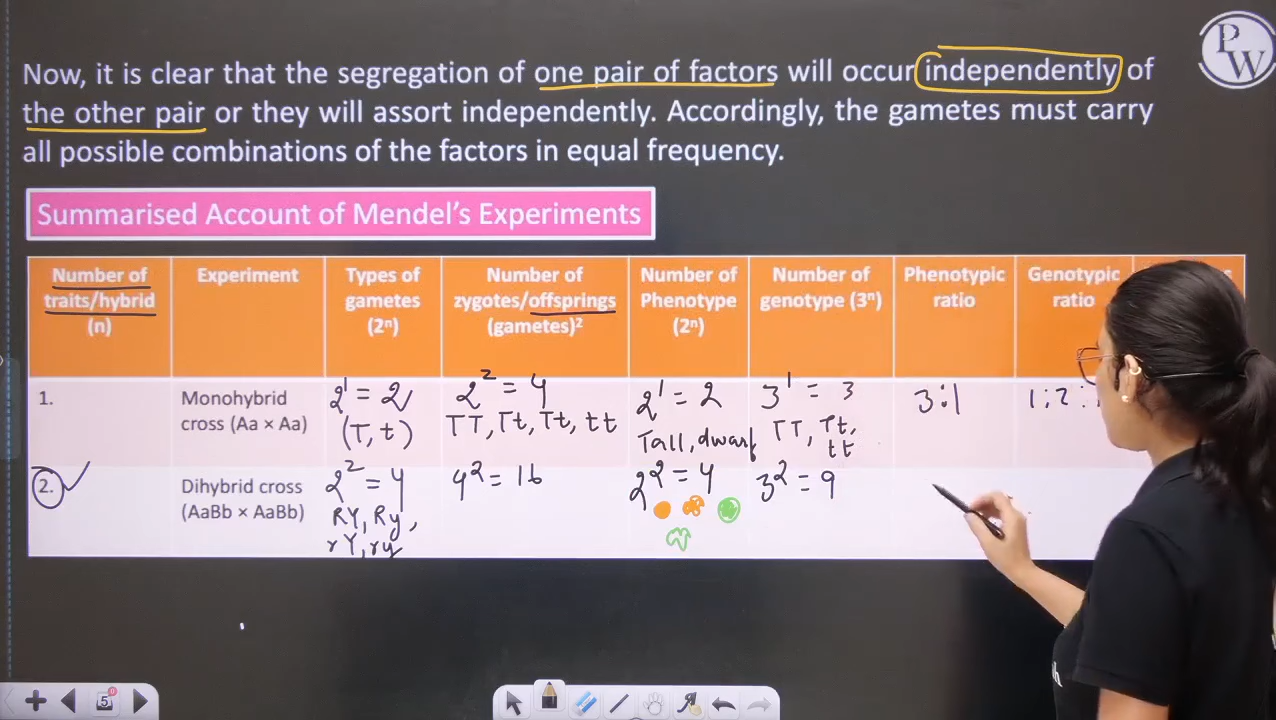 Now, it is clear that the segregation of one pair of factors will occur independently of
the other pair or they will assort independently. Accordingly, the gametes must carry
all possible combinations of the factors in equal frequency.
PW
Summarised Account of Mendel's Experiments
Number of traits/hybrid (n)
Experiment
Types of gametes (2ⁿ)
Number of zygotes/offsprings (gametes)²
Number of Phenotype (2ⁿ)
Number of genotype (3ⁿ)
Phenotypic ratio
Genotypic ratio
1.
Monohybrid cross (Aa × Aa)
2¹ = 2
(T, t)
2² = 4
TT, Tt, Tt, tt
2¹ = 2
Tall, dwarf
3¹ = 3
TT, Tt,
tt
3:1
1:2:
2.
Dihybrid cross (AaBb × AaBb)
2² = 4
RY, Ry,
rY, ry
4² = 16
2² = 4
3² = 9
5